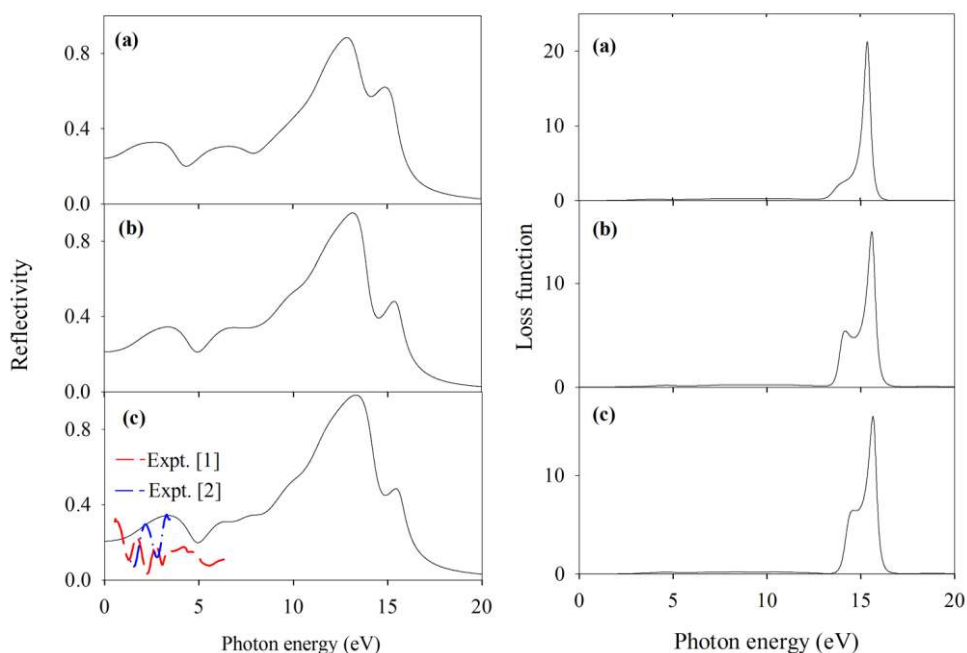 Reflectivity
(a)
0.8
0.4
0.0
(b)
0.8
0.4
0.0
(c)
0.8
Expt. [1]
Expt. [2]
0.4
0.0
0 5 10 15 20
Photon energy (eV)
Loss function
(a)
20
10
0
(b)
10
0
(c)
10
0
0 5 10 15 20
Photon energy (eV)